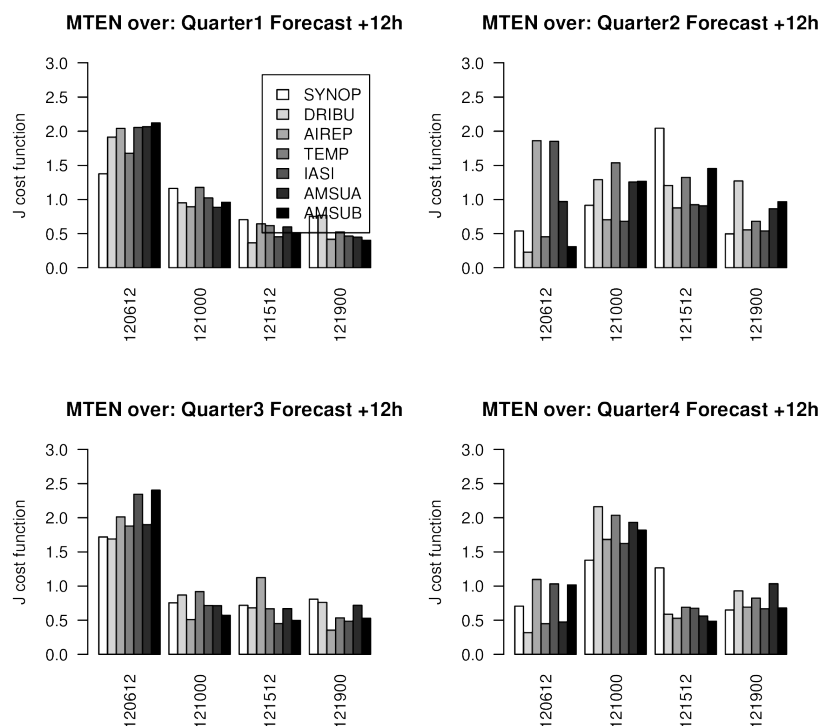 MTEN over: Quarter1 Forecast +12h
J cost function
3.0
2.5
2.0
1.5
1.0
0.5
0.0
SYNOP
DRIBU
AIREP
TEMP
IASI
AMSUA
AMSUB
120612
121000
121512
121900
MTEN over: Quarter2 Forecast +12h
J cost function
3.0
2.5
2.0
1.5
1.0
0.5
0.0
120612
121000
121512
121900
MTEN over: Quarter3 Forecast +12h
J cost function
3.0
2.5
2.0
1.5
1.0
0.5
0.0
120612
121000
121512
121900
MTEN over: Quarter4 Forecast +12h
J cost function
3.0
2.5
2.0
1.5
1.0
0.5
0.0
120612
121000
121512
121900